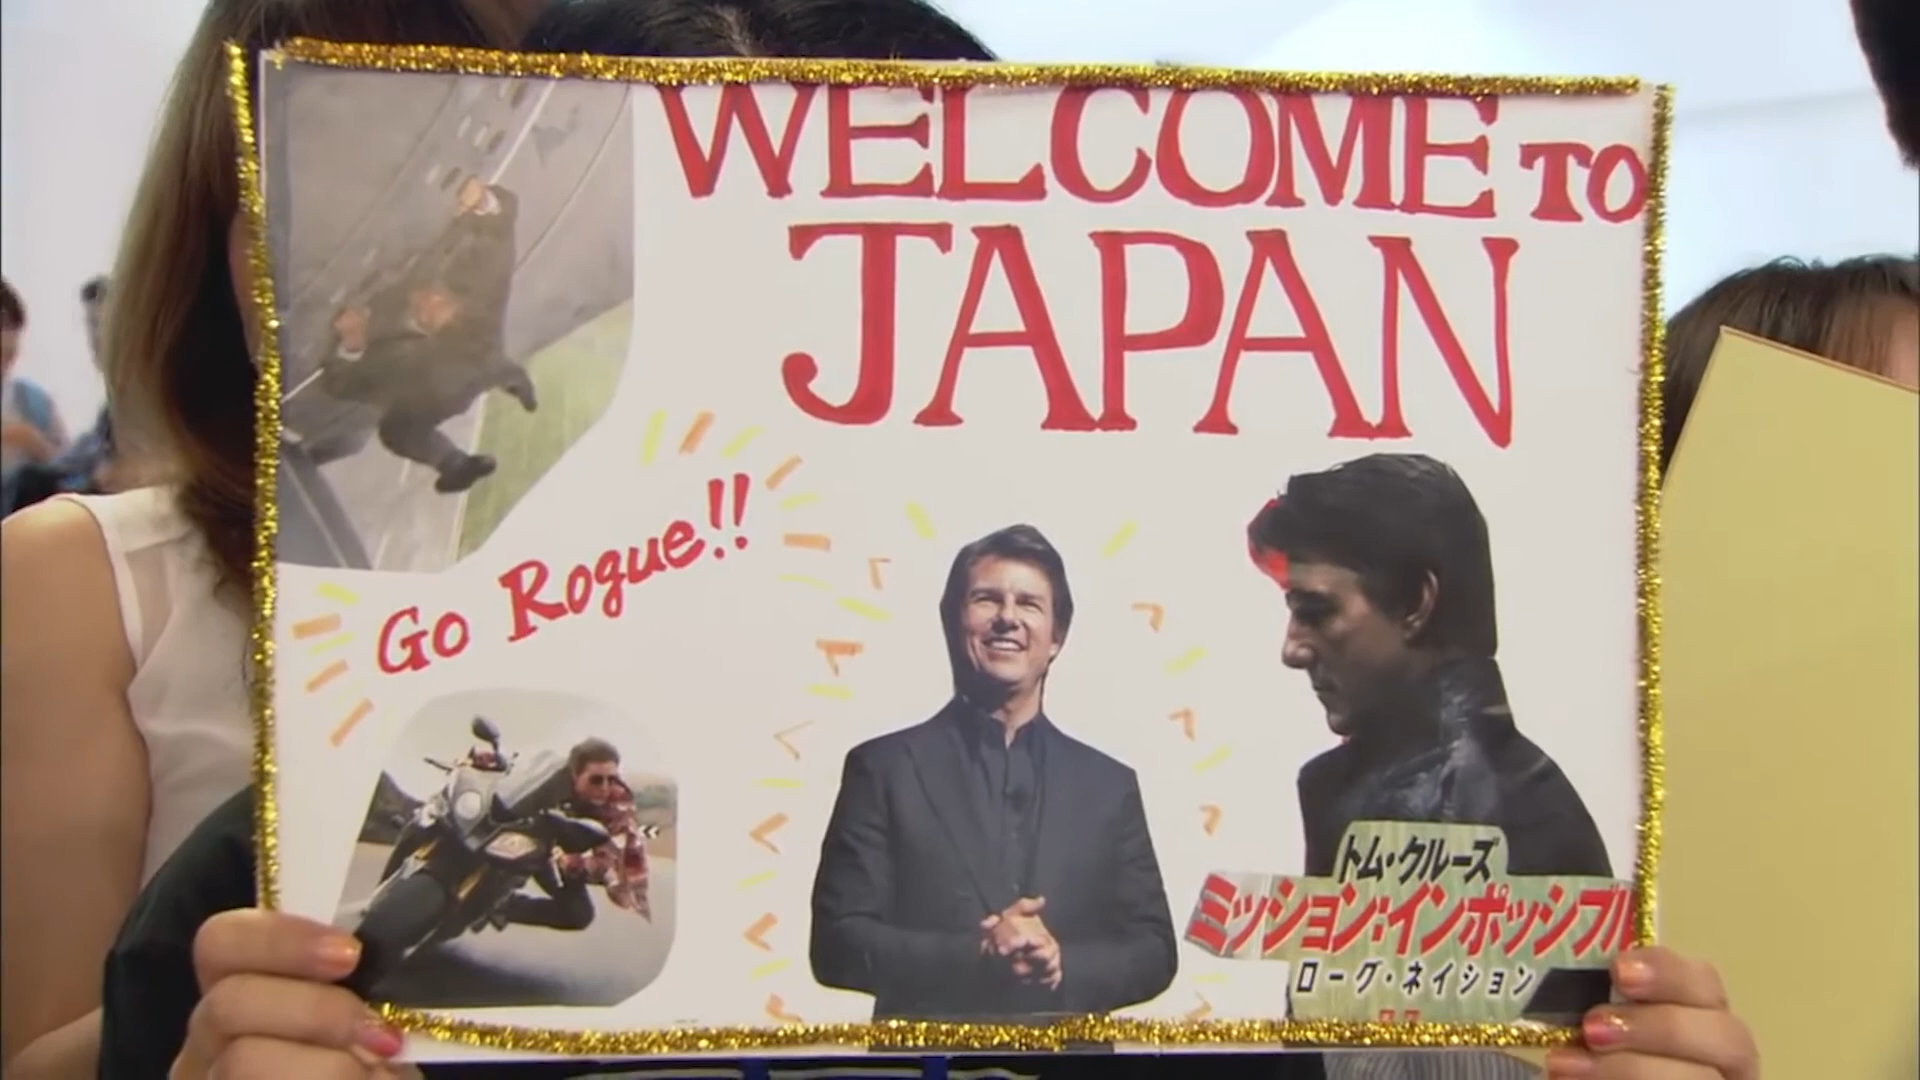 WELCOME TO
JAPAN
Go Rogue!!
トム・クルーズ
ミッション:インポッシブル
ローグ・ネイション